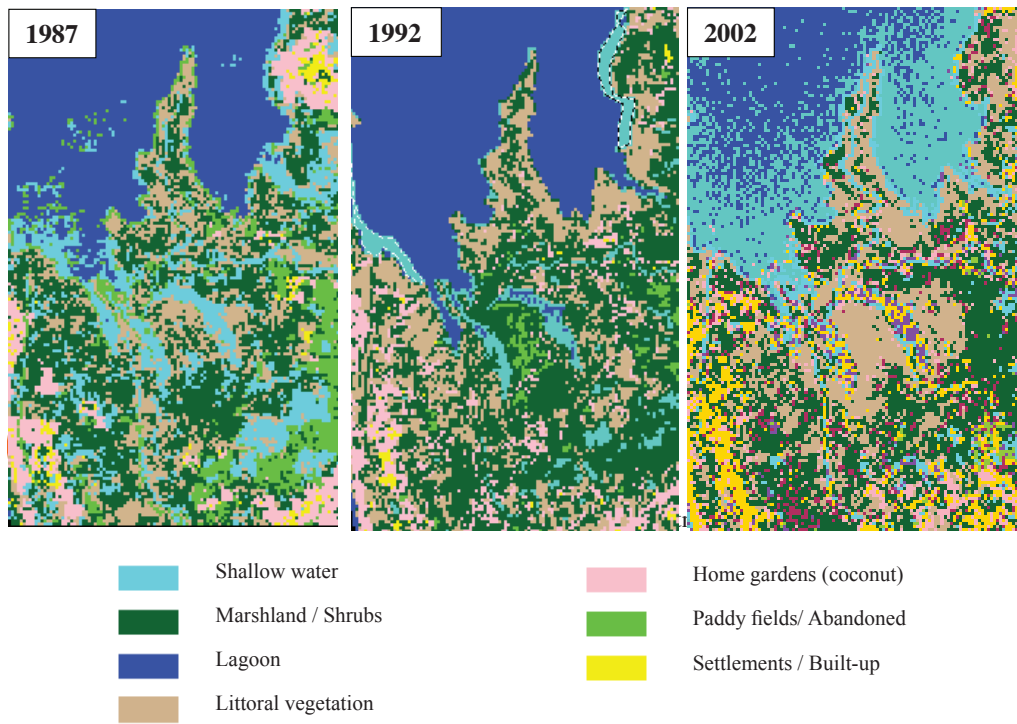 1987
1992
2002
Shallow water
Marshland / Shrubs
Lagoon
Littoral vegetation
Home gardens (coconut)
Paddy fields/ Abandoned
Settlements / Built-up